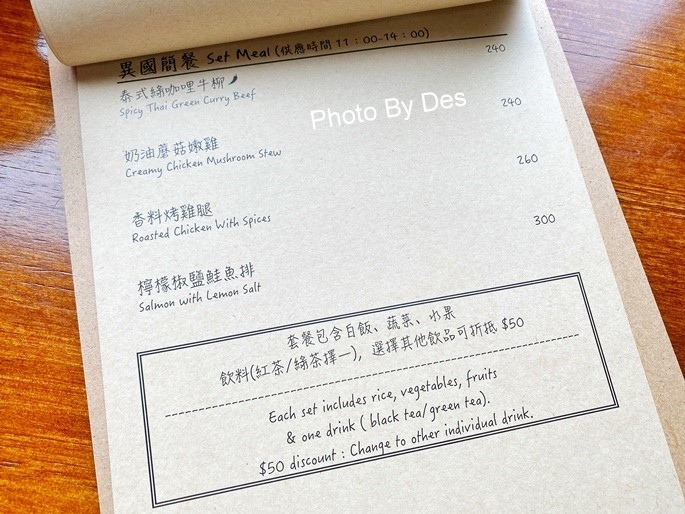 異國簡餐 Set Meal (供應時間 11:00~14:00)
泰式綠咖哩牛柳 240
Spicy Thai Green Curry Beef
Photo By Des
奶油蘑菇嫩雞 240
Creamy Chicken Mushroom Stew
香料烤雞腿 260
Roasted Chicken With Spices
檸檬椒鹽鮭魚排 300
Salmon with Lemon Salt
套餐包含白飯、蔬菜、水果
飲料(紅茶/綠茶擇一), 選擇其他飲品可折抵 $50
Each set includes rice, vegetables, fruits
& one drink ( black tea/green tea).
$50 discount : Change to other individual drink.